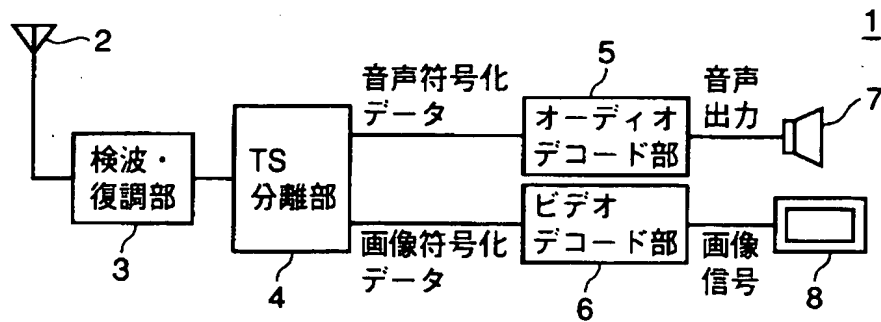 1
2
検波・
復調部
3
TS
分離部
4
音声符号化
データ
画像符号化
データ
5
オーディオ
デコード部
ビデオ
デコード部
6
音声
出力
7
画像
信号
8